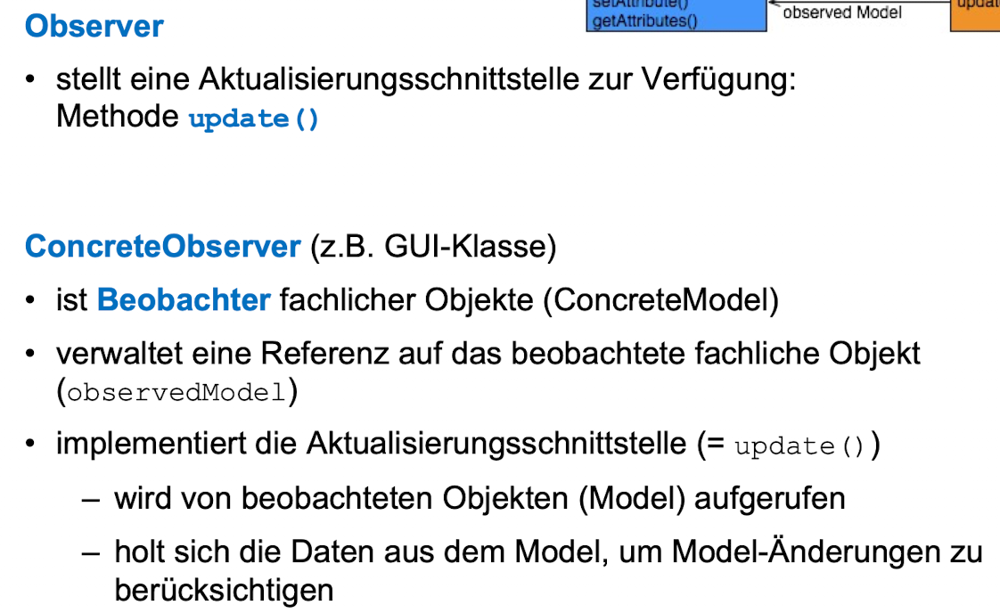 setAttribute()
getAttributes()
observed Model
Observer
• stellt eine Aktualisierungsschnittstelle zur Verfügung:
Methode update()
ConcreteObserver (z.B. GUI-Klasse)
• ist Beobachter fachlicher Objekte (ConcreteModel)
• verwaltet eine Referenz auf das beobachtete fachliche Objekt
(observedModel)
• implementiert die Aktualisierungsschnittstelle (= update())
– wird von beobachteten Objekten (Model) aufgerufen
– holt sich die Daten aus dem Model, um Model-Änderungen zu
berücksichtigen